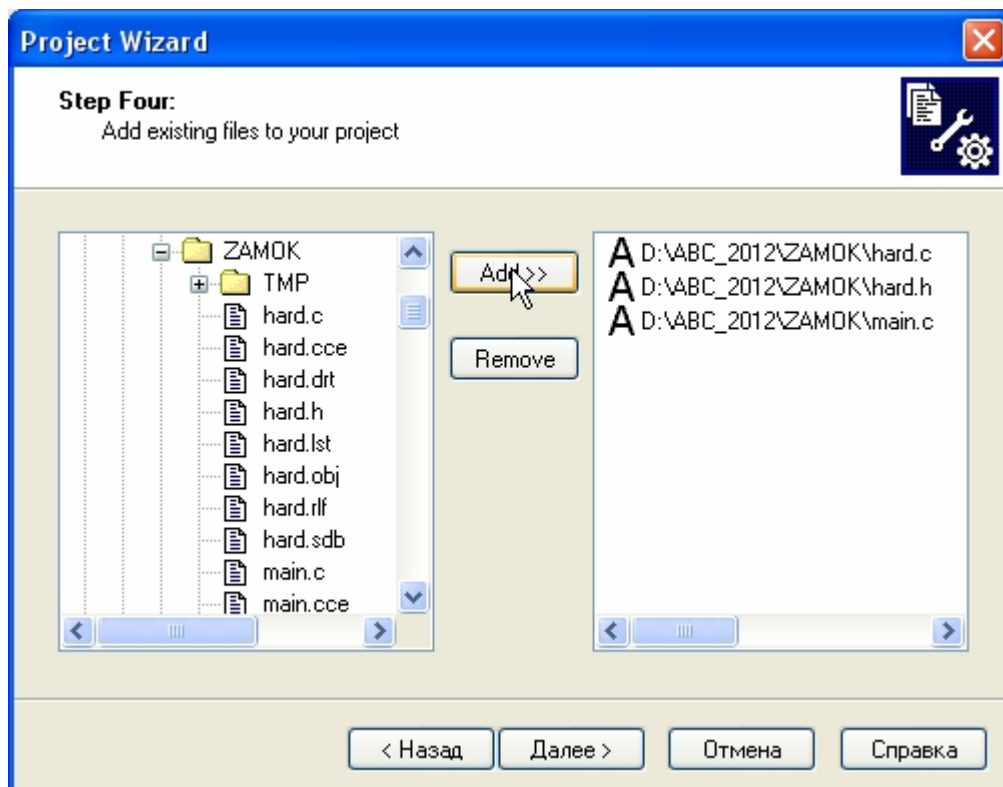 Project Wizard
Step Four:
Add existing files to your project
ZAMOK
TMP
hard.c
hard.cce
hard.drt
hard.h
hard.lst
hard.obj
hard.rlf
hard.sdb
main.c
main.cce
Add >>
Remove
A D:\ABC_2012\ZAMOK\hard.c
A D:\ABC_2012\ZAMOK\hard.h
A D:\ABC_2012\ZAMOK\main.c
< Назад
Далее >
Отмена
Справка